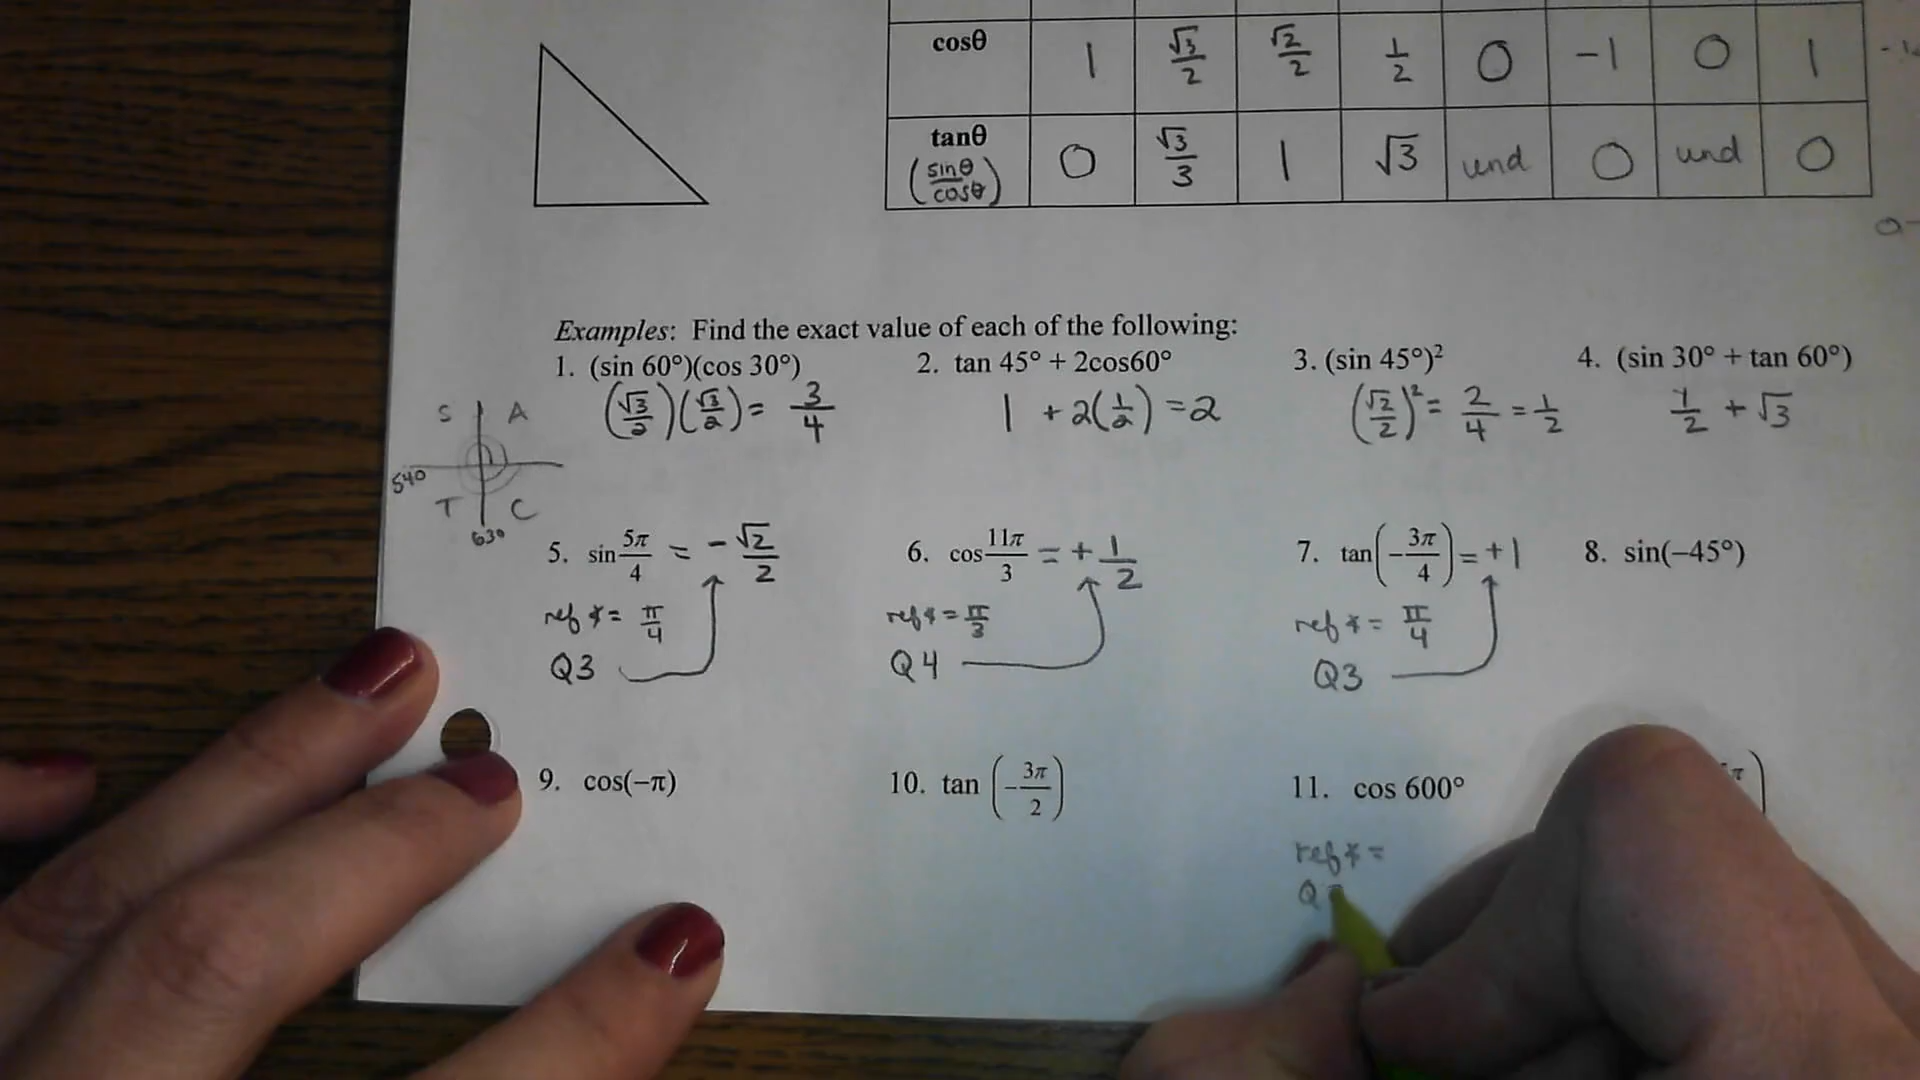 cosθ 1 √3/2 √2/2 1/2 0 -1 0 1
tanθ (sinθ/cosθ) 0 √3/3 1 √3 und 0 und 0
Examples: Find the exact value of each of the following:
1. (sin 60°)(cos 30°)
(√3/2)(√3/2) = 3/4
2. tan 45° + 2cos60°
1 + 2(1/2) = 2
3. (sin 45°)²
(√2/2)² = 2/4 = 1/2
4. (sin 30° + tan 60°)
1/2 + √3
S A
540
T C
630
5. sin 5π/4 = -√2/2
ref ∡ = π/4
Q3
6. cos 11π/3 = + 1/2
ref ∡ = π/3
Q4
7. tan(-3π/4) = +1
ref ∡ = π/4
Q3
8. sin(−45°)
9. cos(−π)
10. tan (-3π/2)
11. cos 600°
ref ∡ =
Q